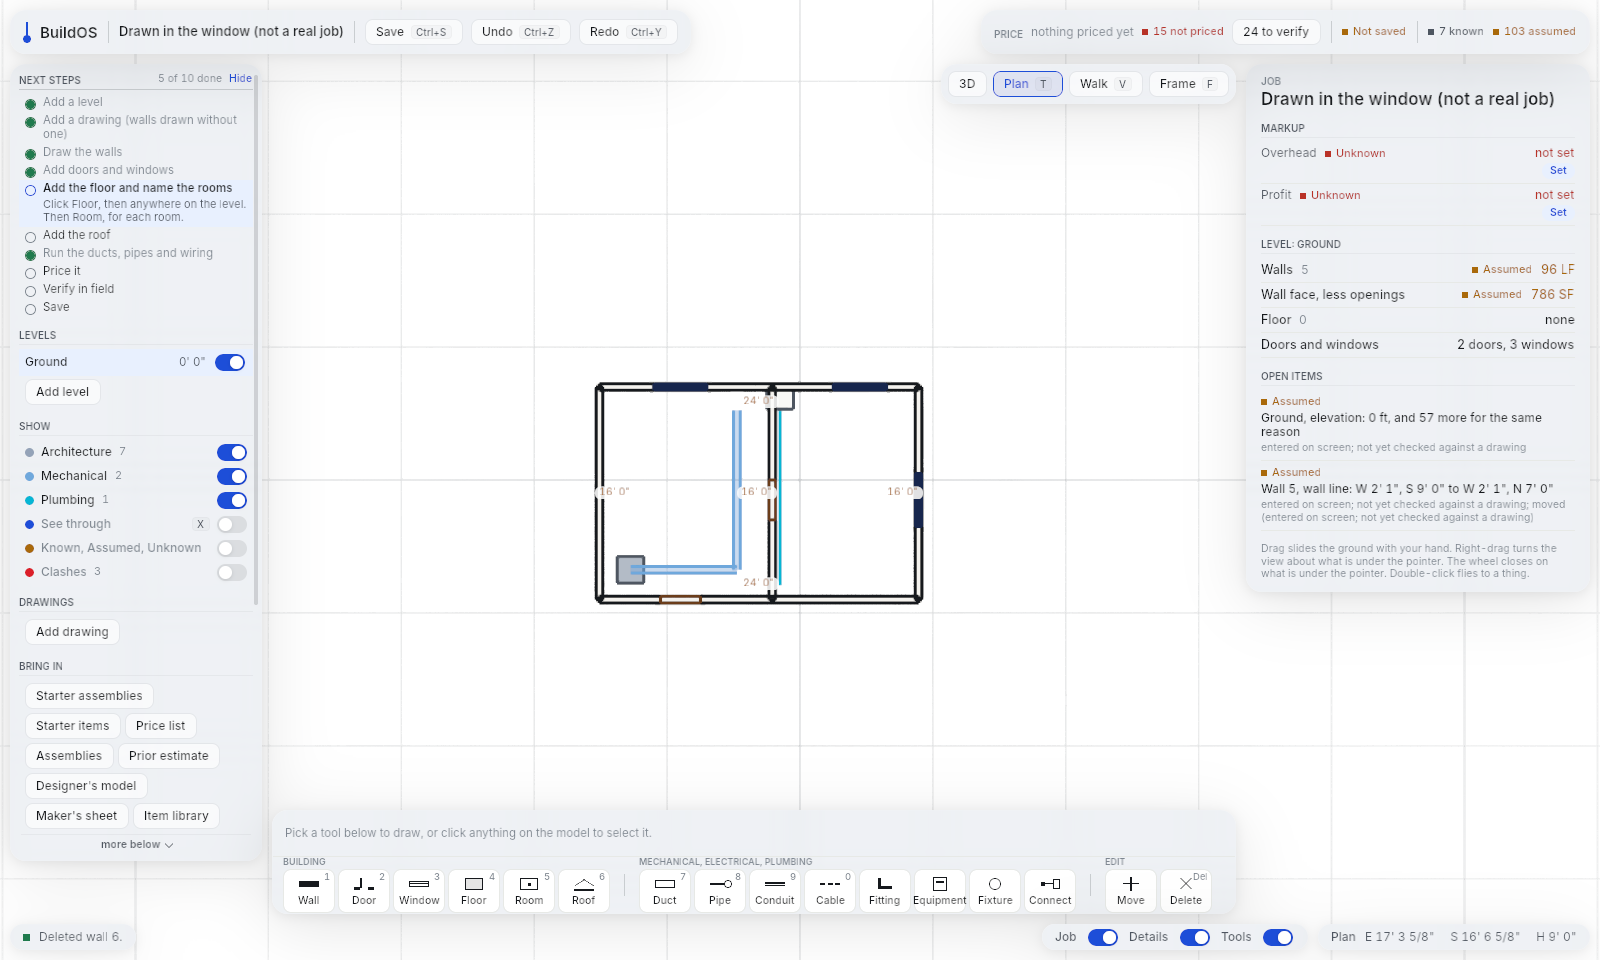 BuildOS
Drawn in the window (not a real job)
Save Ctrl+S
Undo Ctrl+Z
Redo Ctrl+Y
PRICE nothing priced yet
15 not priced
24 to verify
Not saved
7 known
103 assumed
NEXT STEPS 5 of 10 done Hide
Add a level
Add a drawing (walls drawn without
one)
Draw the walls
Add doors and windows
Add the floor and name the rooms
Click Floor, then anywhere on the level.
Then Room, for each room.
Add the roof
Run the ducts, pipes and wiring
Price it
Verify in field
Save
LEVELS
Ground 0' 0"
Add level
SHOW
Architecture 7
Mechanical 2
Plumbing 1
See through X
Known, Assumed, Unknown
Clashes 3
DRAWINGS
Add drawing
BRING IN
Starter assemblies
Starter items Price list
Assemblies Prior estimate
Designer's model
Maker's sheet Item library
more below
Deleted wall 6.
3D
Plan T
Walk V
Frame F
24' 0"
16' 0"
16' 0"
16' 0"
24' 0"
JOB
Drawn in the window (not a real job)
MARKUP
Overhead Unknown not set
Set
Profit Unknown not set
Set
LEVEL: GROUND
Walls 5 Assumed 96 LF
Wall face, less openings Assumed 786 SF
Floor 0 none
Doors and windows 2 doors, 3 windows
OPEN ITEMS
Assumed
Ground, elevation: 0 ft, and 57 more for the same
reason
entered on screen; not yet checked against a drawing
Assumed
Wall 5, wall line: W 2' 1", S 9' 0" to W 2' 1", N 7' 0"
entered on screen; not yet checked against a drawing; moved
(entered on screen; not yet checked against a drawing)
Drag slides the ground with your hand. Right-drag turns the
view about what is under the pointer. The wheel closes on
what is under the pointer. Double-click flies to a thing.
Pick a tool below to draw, or click anything on the model to select it.
BUILDING
Wall 1
Door 2
Window 3
Floor 4
Room 5
Roof 6
MECHANICAL, ELECTRICAL, PLUMBING
Duct 7
Pipe 8
Conduit 9
Cable 0
Fitting
Equipment
Fixture
Connect
EDIT
Move
Delete Del
Job
Details
Tools
Plan E 17' 3 5/8" S 16' 6 5/8" H 9' 0"